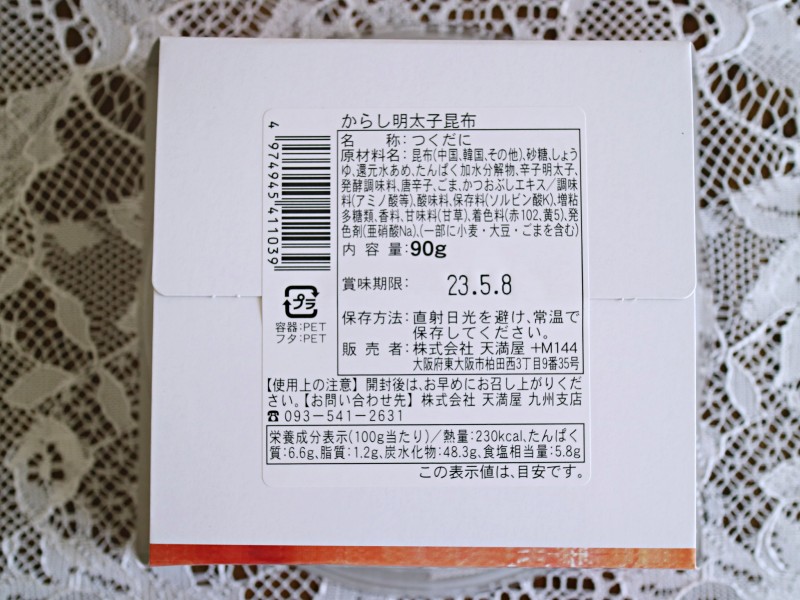 からし明太子昆布
4974945411039
名　　称:つくだに
原材料名:昆布(中国、韓国、その他)、砂糖、しょう
ゆ、還元水あめ、たんぱく加水分解物、辛子明太子、
発酵調味料、唐辛子、ごま、かつおぶしエキス/調味
料(アミノ酸等)、酸味料、保存料(ソルビン酸K)、増粘
多糖類、香料、甘味料(甘草)、着色料(赤102、黄5)、発
色剤(亜硝酸Na)、(一部に小麦・大豆・ごまを含む)
内 容 量:90g
賞味期限: 23.5.8
プラ
容器:PET
フタ:PET
保存方法:直射日光を避け、常温で
保存してください。
販 売 者:株式会社 天満屋 +M144
大阪府東大阪市柏田西3丁目9番35号
【使用上の注意】開封後は、お早めにお召し上がりくださ
い。【お問い合わせ先】株式会社 天満屋 九州支店
☎093-541-2631
栄養成分表示(100g当たり)/熱量:230kcal、たんぱく
質:6.6g、脂質:1.2g、炭水化物:48.3g、食塩相当量:5.8g
この表示値は、目安です。